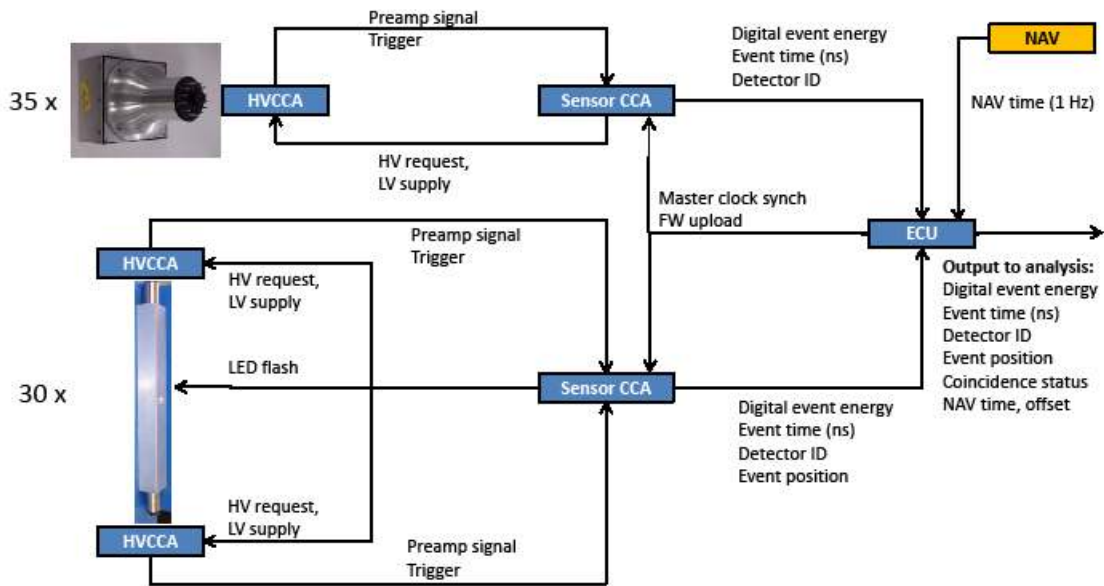 Preamp signal
Trigger
Digital event energy
Event time (ns)
Detector ID
NAV
35 x
HVCCA
Sensor CCA
NAV time (1 Hz)
HV request,
LV supply
Master clock synch
FW upload
Preamp signal
Trigger
ECU
HVCCA
HV request,
LV supply
Output to analysis:
Digital event energy
Event time (ns)
Detector ID
Event position
Coincidence status
NAV time, offset
LED flash
30 x
Sensor CCA
Digital event energy
Event time (ns)
Detector ID
Event position
HV request,
LV supply
HVCCA
Preamp signal
Trigger